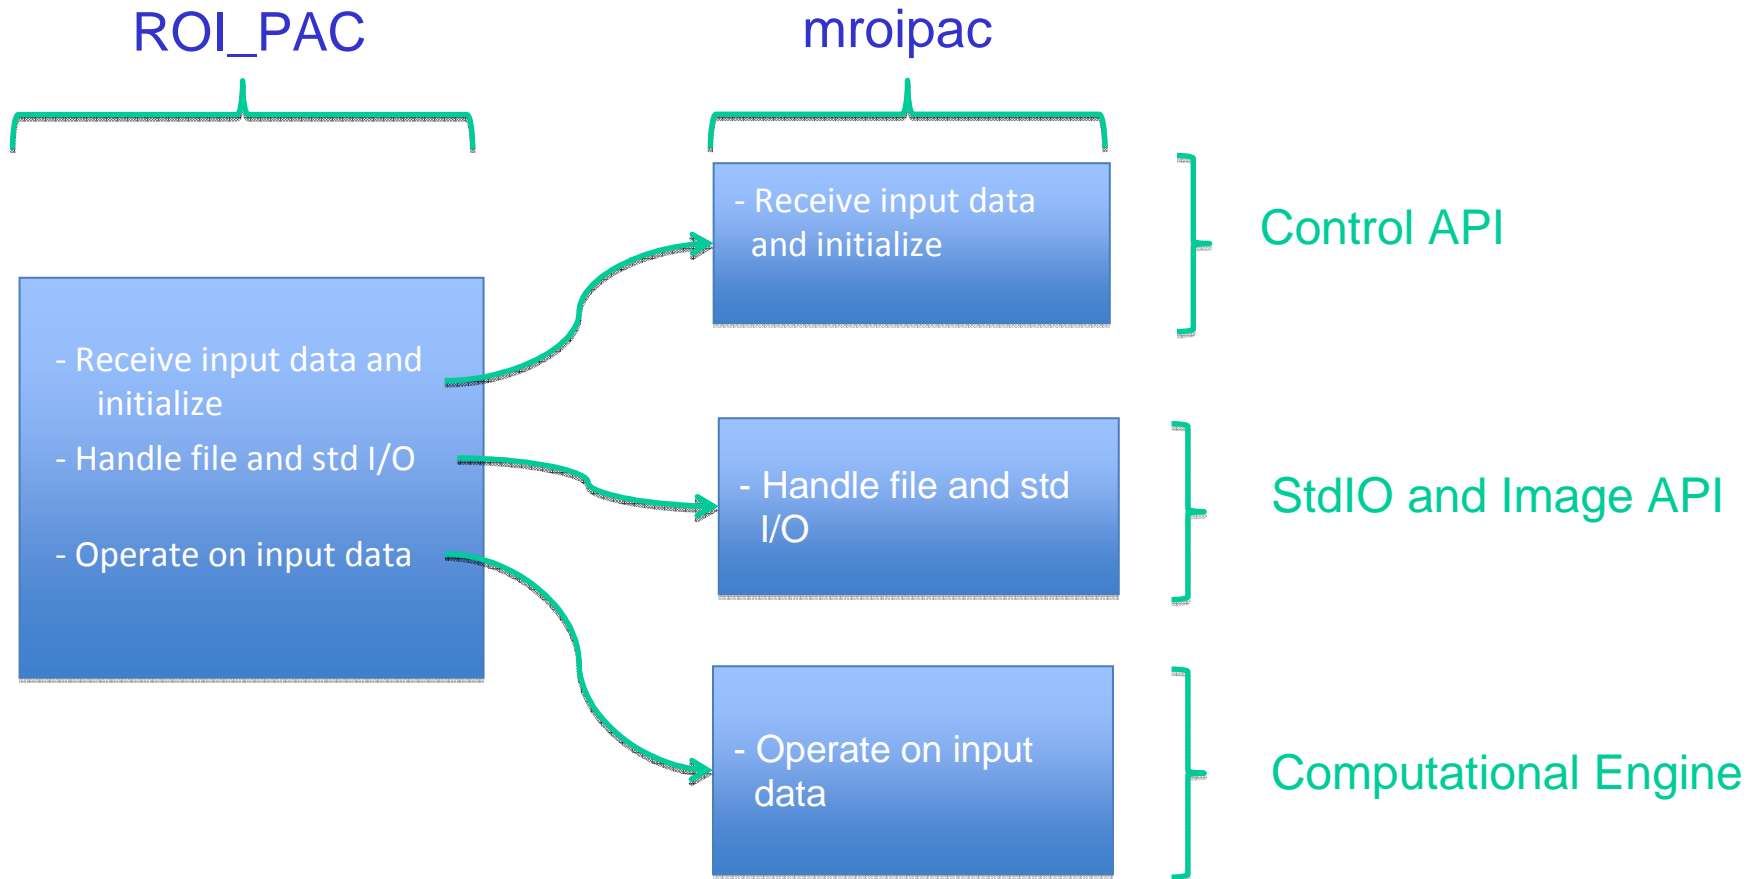 ROI_PAC
mroipac
- Receive input data and
initialize
- Handle file and std I/O
- Operate on input data
- Receive input data
and initialize
Control API
- Handle file and std
I/O
StdIO and Image API
- Operate on input
data
Computational Engine